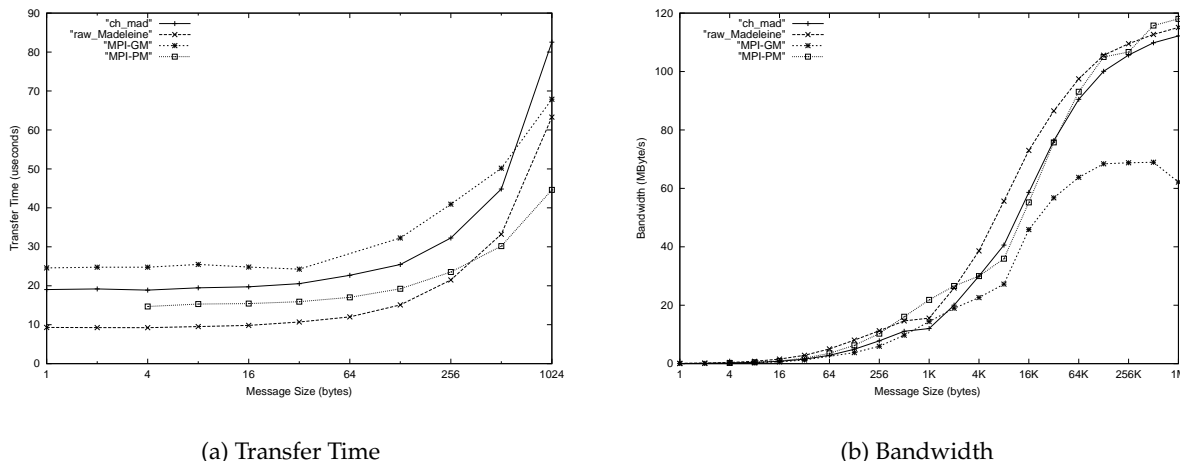 90
80
70
60
50
40
30
20
10
0
Transfer Time (useconds)
"ch_mad"
"raw_Madeleine"
"MPI-GM"
"MPI-PM"
1 4 16 64 256 1024
Message Size (bytes)
(a) Transfer Time
120
100
80
60
40
20
0
Bandwidth (MByte/s)
"ch_mad"
"raw_Madeleine"
"MPI-GM"
"MPI-PM"
1 4 16 64 256 1K 4K 16K 64K 256K 1M
Message Size (bytes)
(b) Bandwidth